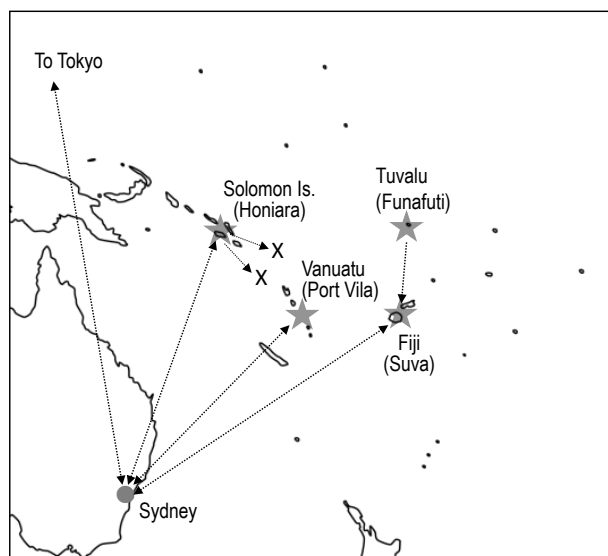 To Tokyo
Solomon Is.
(Honiara)
X
X
Tuvalu
(Funafuti)
Vanuatu
(Port Vila)
Fiji
(Suva)
Sydney